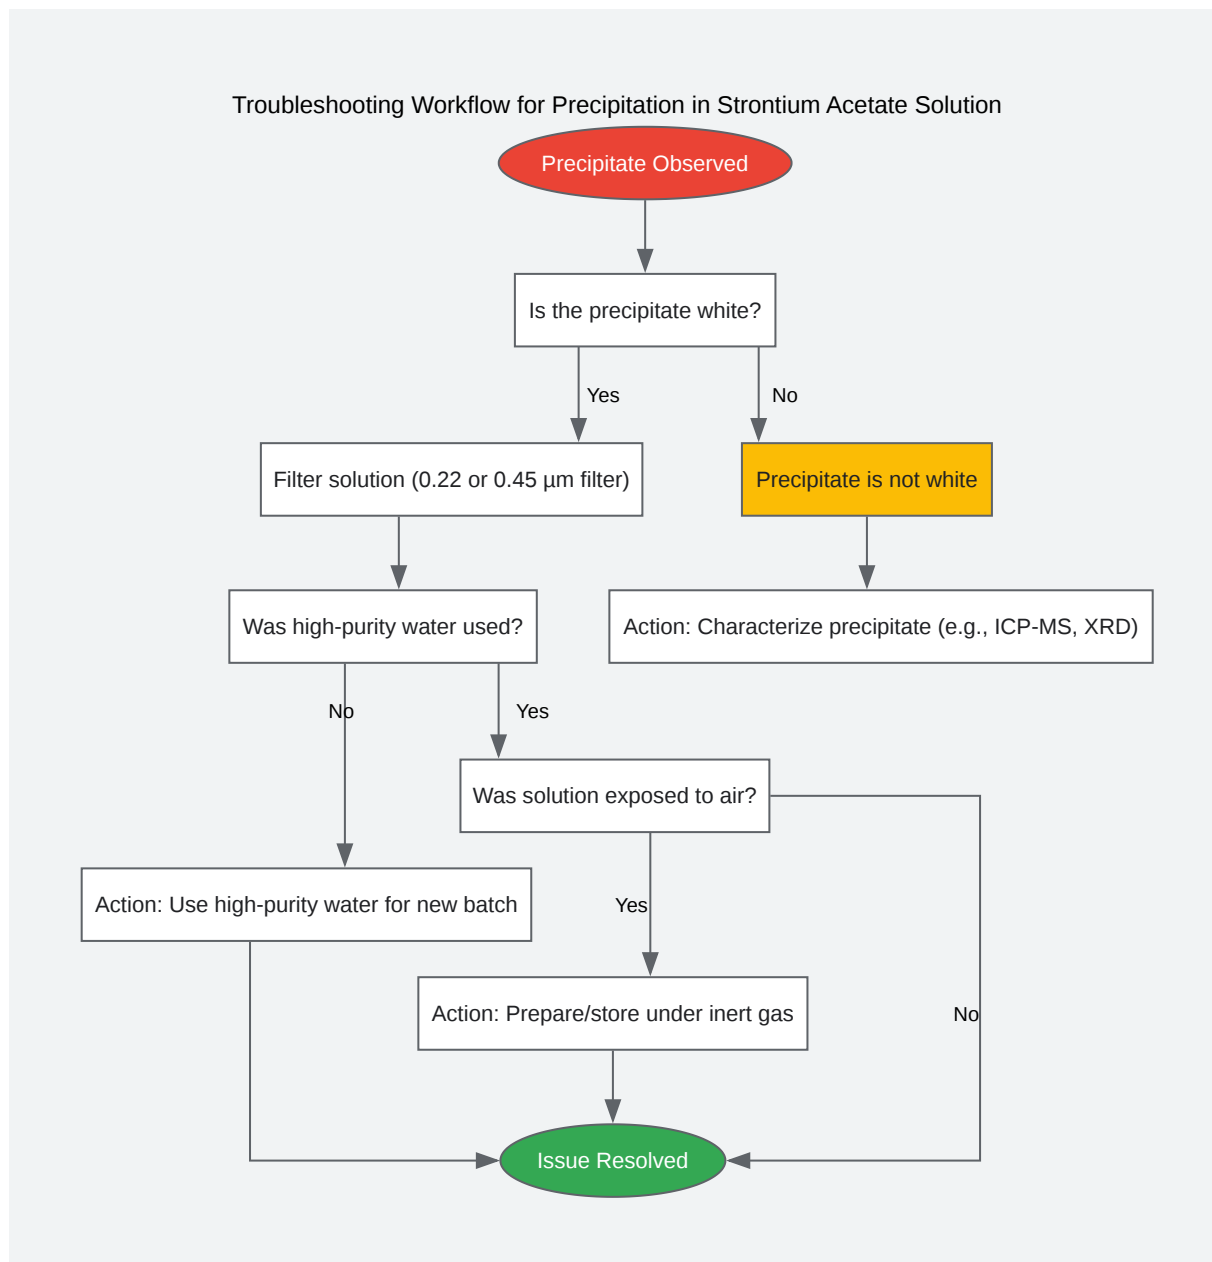 Troubleshooting Workflow for Precipitation in Strontium Acetate Solution
Precipitate Observed
Is the precipitate white?
Yes
No
Filter solution (0.22 or 0.45 µm filter)
Precipitate is not white
Was high-purity water used?
Action: Characterize precipitate (e.g., ICP-MS, XRD)
No
Yes
Was solution exposed to air?
Action: Use high-purity water for new batch
Yes
Action: Prepare/store under inert gas
No
Issue Resolved